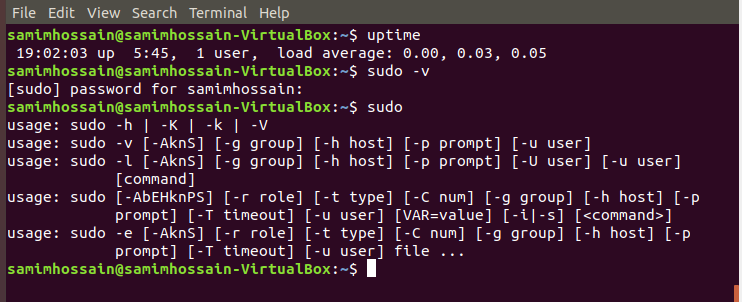 File Edit View Search Terminal Help
samimhossain@samimhossain-VirtualBox:~$ uptime
 19:02:03 up  5:45,  1 user,  load average: 0.00, 0.03, 0.05
samimhossain@samimhossain-VirtualBox:~$ sudo -v
[sudo] password for samimhossain:
samimhossain@samimhossain-VirtualBox:~$ sudo
usage: sudo -h | -K | -k | -V
usage: sudo -v [-AknS] [-g group] [-h host] [-p prompt] [-u user]
usage: sudo -l [-AknS] [-g group] [-h host] [-p prompt] [-U user] [-u user]
            [command]
usage: sudo [-AbEHknPS] [-r role] [-t type] [-C num] [-g group] [-h host] [-p
            prompt] [-T timeout] [-u user] [VAR=value] [-i|-s] [<command>]
usage: sudo -e [-AknS] [-r role] [-t type] [-C num] [-g group] [-h host] [-p
            prompt] [-T timeout] [-u user] file ...
samimhossain@samimhossain-VirtualBox:~$